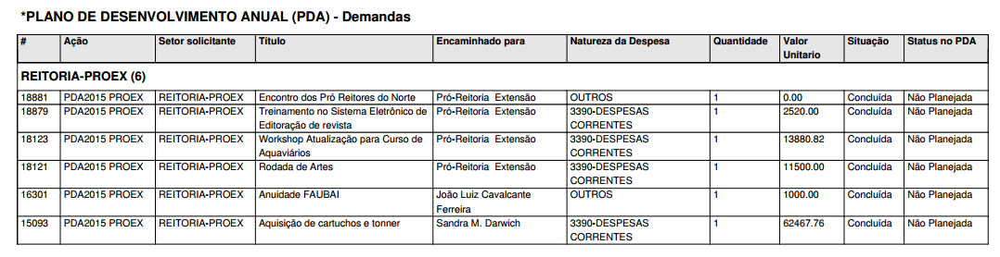 *PLANO DE DESENVOLVIMENTO ANUAL (PDA) - Demandas
# Ação Setor solicitante Título Encaminhado para Natureza da Despesa Quantidade Valor Unitario Situação Status no PDA
REITORIA-PROEX (6)
18881 PDA2015 PROEX REITORIA-PROEX Encontro dos Pró Reitores do Norte Pró-Reitoria Extensão OUTROS 1 0.00 Concluída Não Planejada
18879 PDA2015 PROEX REITORIA-PROEX Treinamento no Sistema Eletrônico de Editoração de revista Pró-Reitoria Extensão 3390-DESPESAS CORRENTES 1 2520.00 Concluída Não Planejada
18123 PDA2015 PROEX REITORIA-PROEX Workshop Atualização para Curso de Aquaviários Pró-Reitoria Extensão 3390-DESPESAS CORRENTES 1 13880.82 Concluída Não Planejada
18121 PDA2015 PROEX REITORIA-PROEX Rodada de Artes Pró-Reitoria Extensão 3390-DESPESAS CORRENTES 1 11500.00 Concluída Não Planejada
16301 PDA2015 PROEX REITORIA-PROEX Anuidade FAUBAI João Luiz Cavalcante Ferreira OUTROS 1 1000.00 Concluída Não Planejada
15093 PDA2015 PROEX REITORIA-PROEX Aquisição de cartuchos e tonner Sandra M. Darwich 3390-DESPESAS CORRENTES 1 62467.76 Concluída Não Planejada